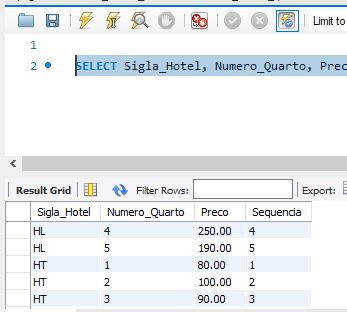 Limit to
1
2 SELECT Sigla_Hotel, Numero_Quarto, Prec
Result Grid Filter Rows: Export:
Sigla_Hotel Numero_Quarto Preco Sequencia
HL 4 250.00 4
HL 5 190.00 5
HT 1 80.00 1
HT 2 100.00 2
HT 3 90.00 3